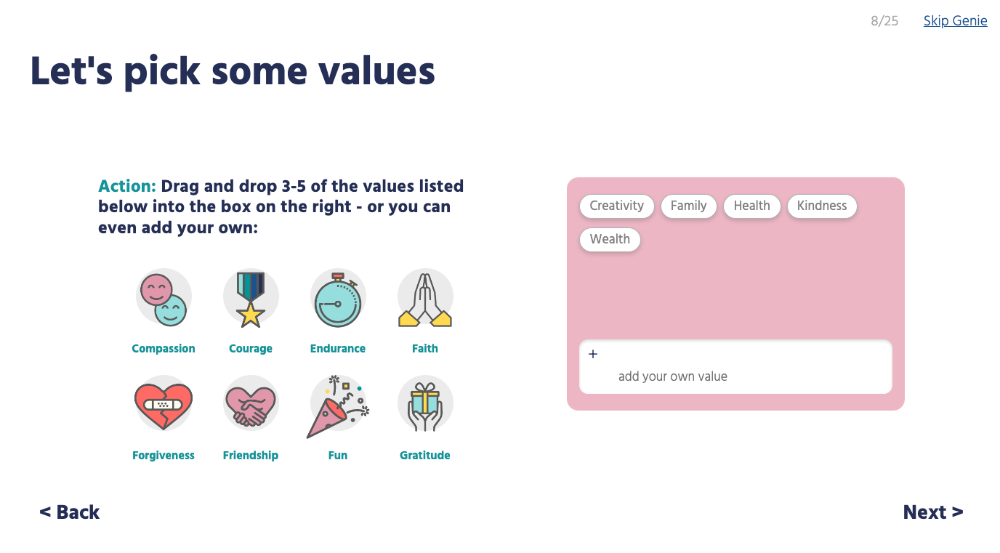 8/25 Skip Genie
Let's pick some values
Action: Drag and drop 3-5 of the values listed
below into the box on the right - or you can
even add your own:
Compassion Courage Endurance Faith
Forgiveness Friendship Fun Gratitude
Creativity Family Health Kindness
Wealth
+
add your own value
< Back
Next >